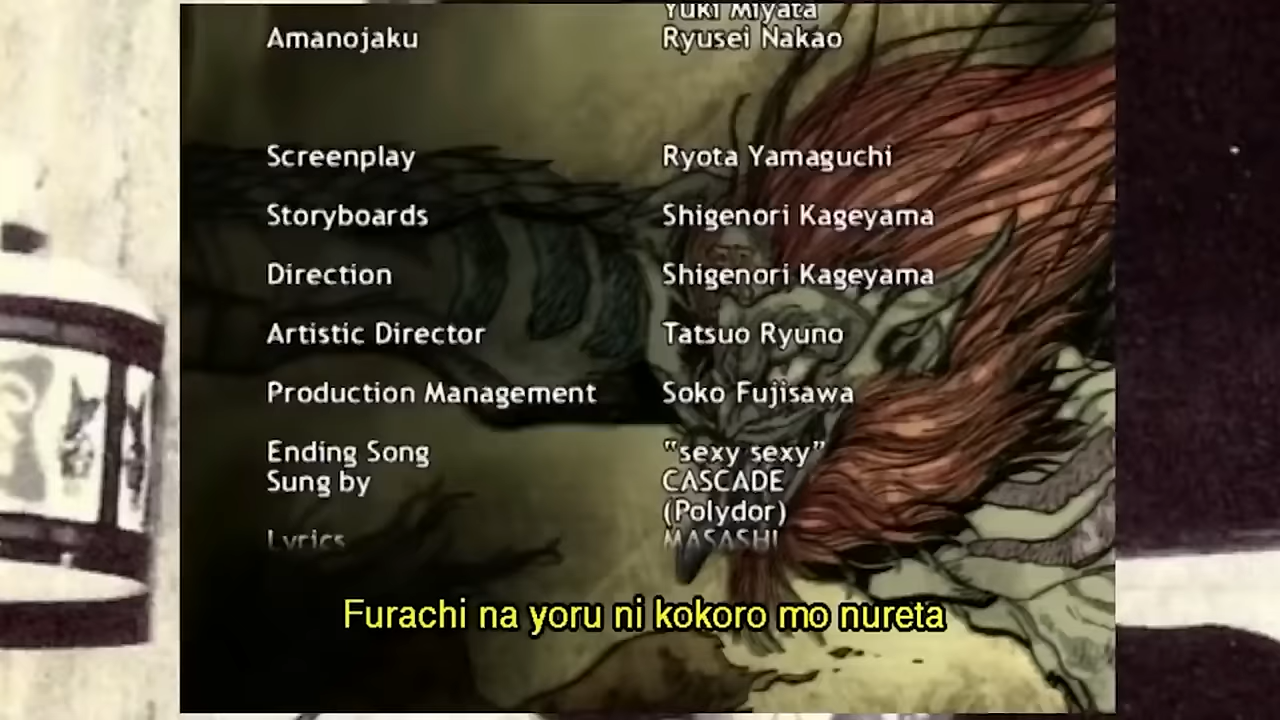 Yuki Miyata
Amanojaku Ryusei Nakao
Screenplay Ryota Yamaguchi
Storyboards Shigenori Kageyama
Direction Shigenori Kageyama
Artistic Director Tatsuo Ryuno
Production Management Soko Fujisawa
Ending Song "sexy sexy"
Sung by CASCADE
(Polydor)
Lyrics MASASHI
Furachi na yoru ni kokoro mo nureta